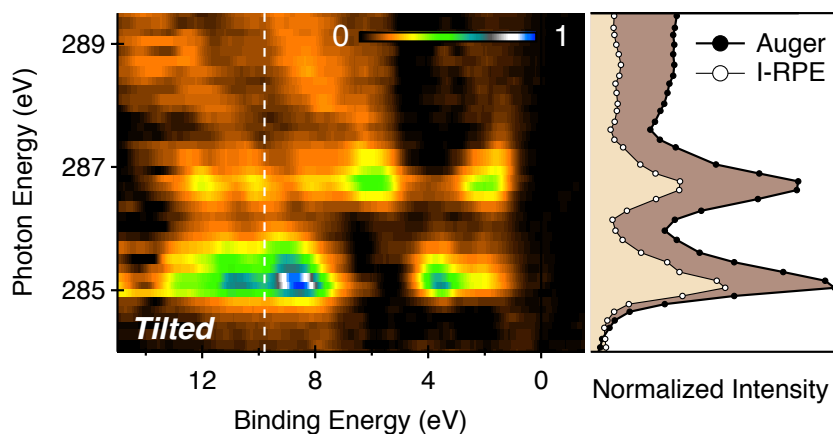 289
287
285
Photon Energy (eV)
0
1
Tilted
12
8
4
0
Binding Energy (eV)
Auger
I-RPE
Normalized Intensity